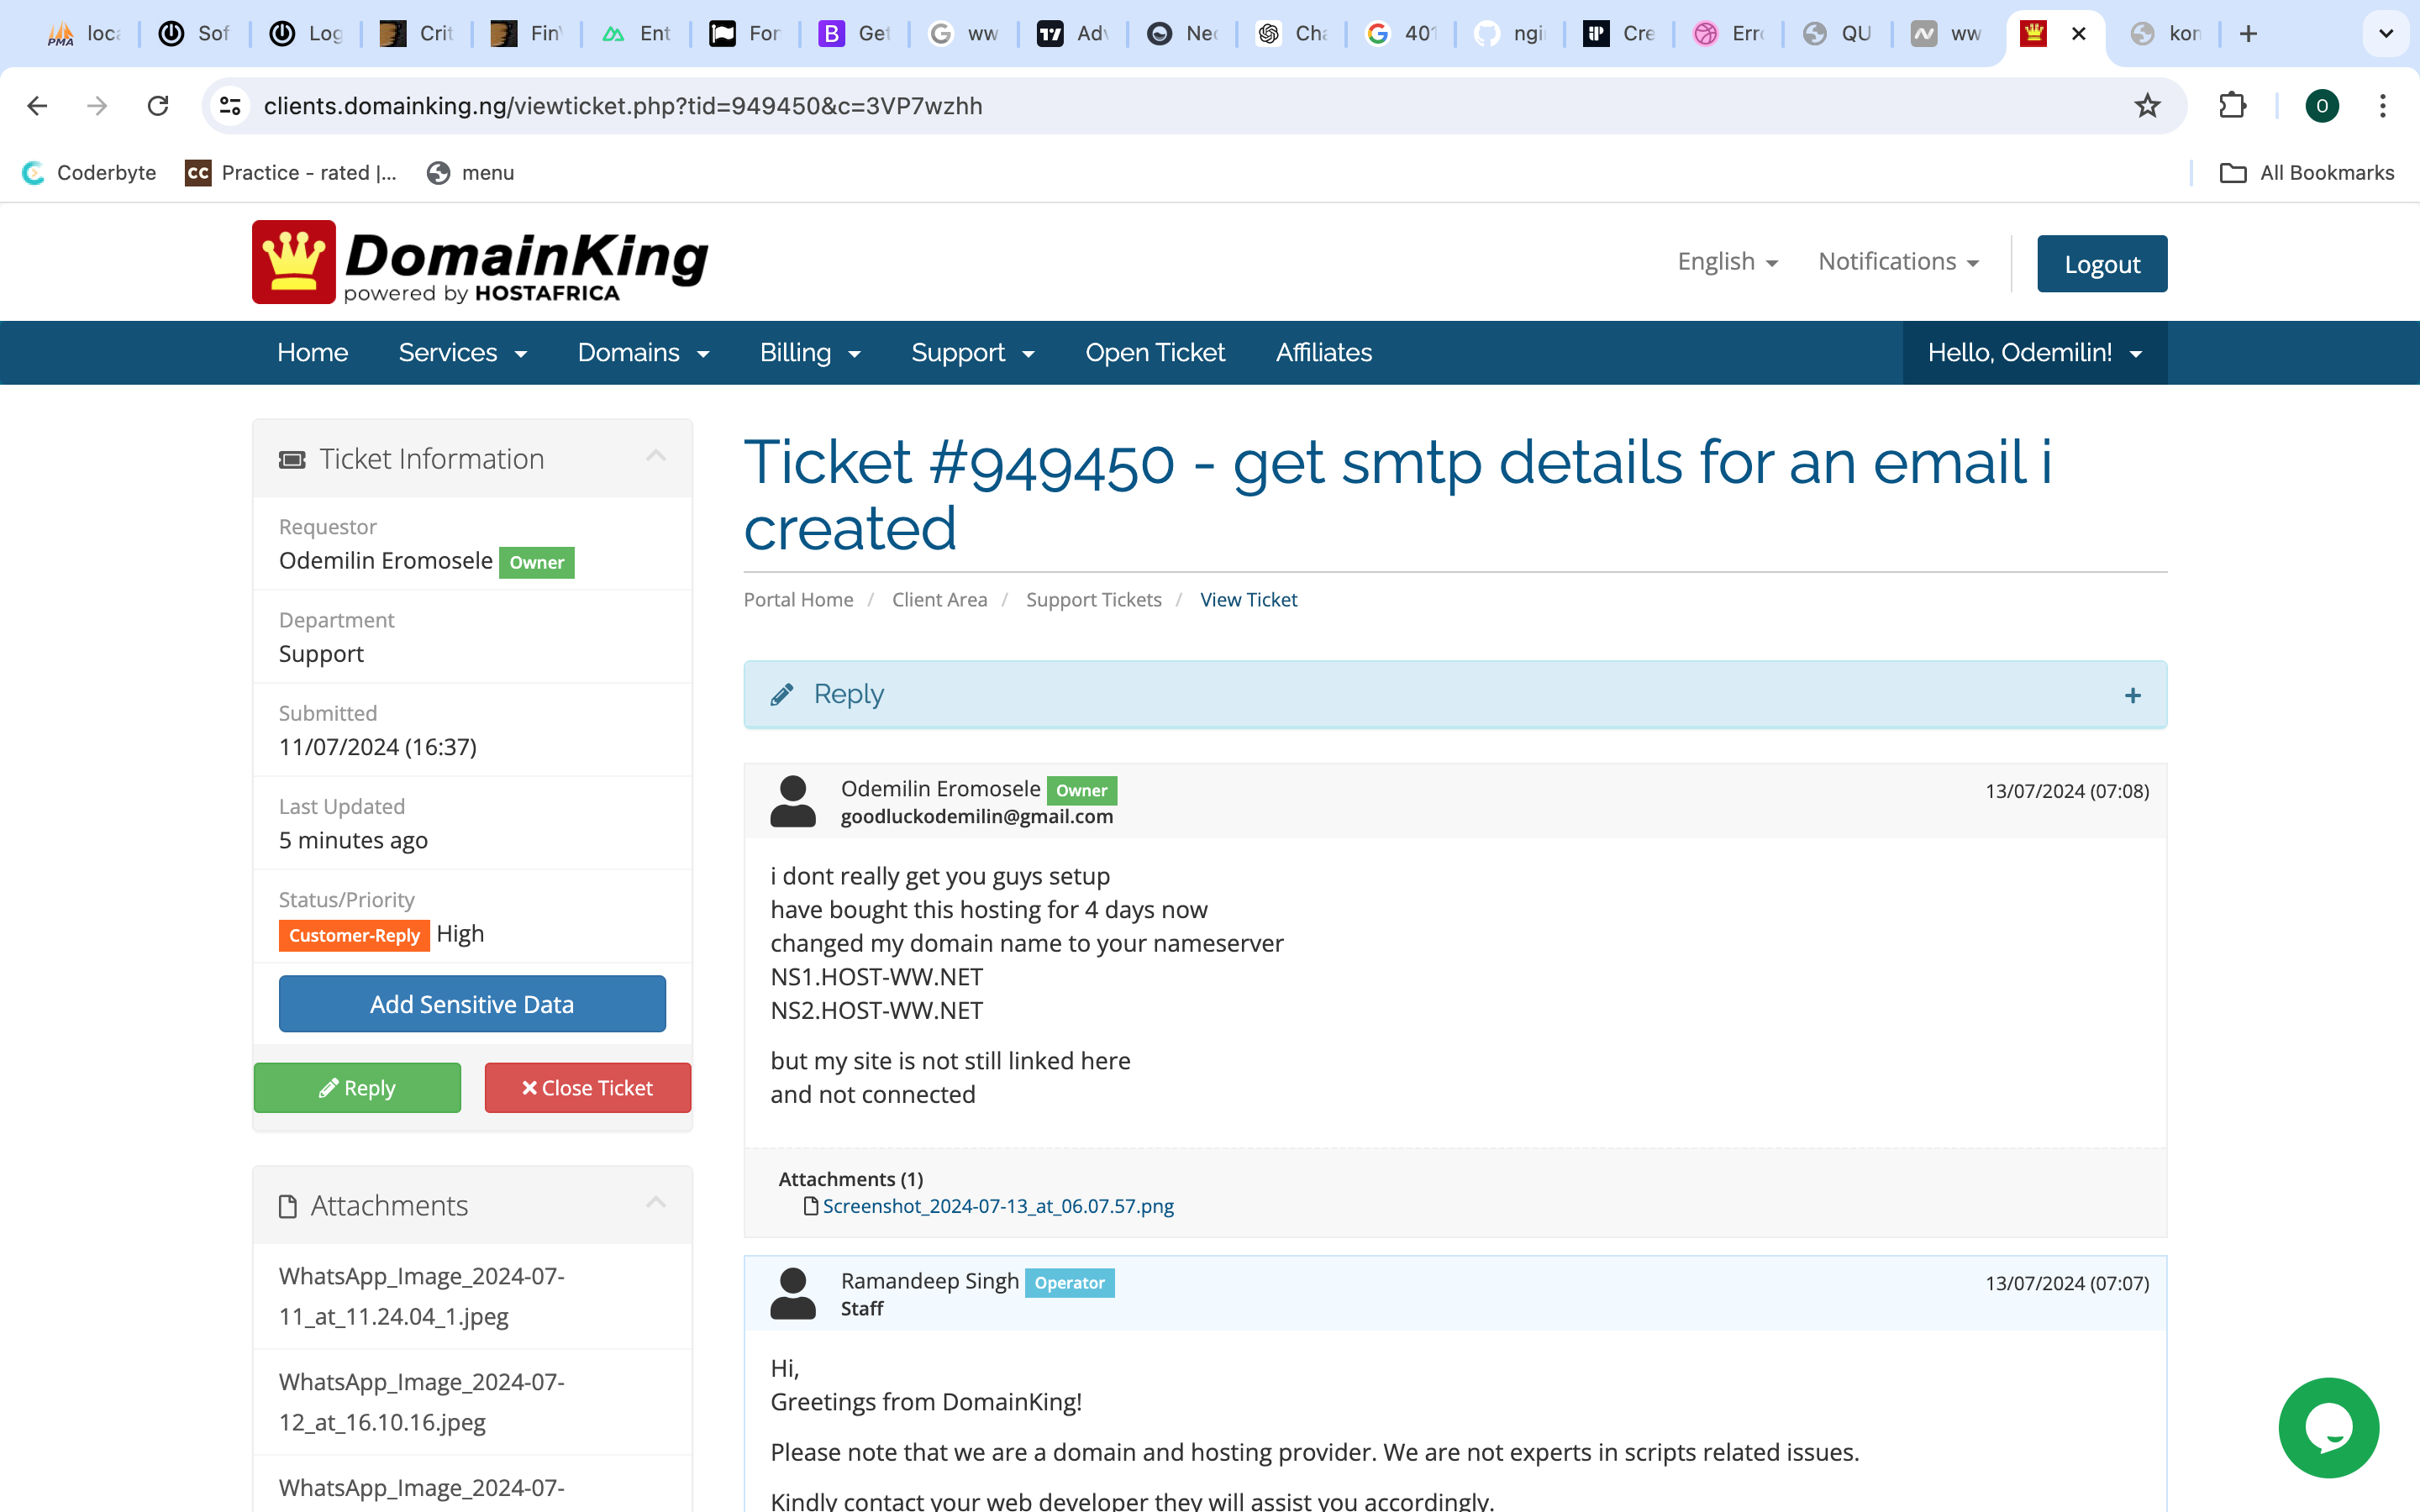 loca
Sof
Log
Crit
FinV
Ent
For
Get
ww
Adv
Nec
Cha
401
ngi
Cre
Erro
QU
ww
kon
clients.domainking.ng/viewticket.php?tid=949450&c=3VP7wzhh
O
Coderbyte
CC Practice - rated |...
menu
All Bookmarks
DomainKing
powered by HOSTAFRICA
English
Notifications
Logout
Home
Services
Domains
Billing
Support
Open Ticket
Affiliates
Hello, Odemilin!
Ticket Information
Requestor
Odemilin Eromosele Owner
Department
Support
Submitted
11/07/2024 (16:37)
Last Updated
5 minutes ago
Status/Priority
Customer-Reply High
Add Sensitive Data
Reply
Close Ticket
Attachments
WhatsApp_Image_2024-07-
11_at_11.24.04_1.jpeg
WhatsApp_Image_2024-07-
12_at_16.10.16.jpeg
WhatsApp_Image_2024-07-
Ticket #949450 - get smtp details for an email i
created
Portal Home / Client Area / Support Tickets / View Ticket
Reply
Odemilin Eromosele Owner
13/07/2024 (07:08)
goodluckodemilin@gmail.com
i dont really get you guys setup
have bought this hosting for 4 days now
changed my domain name to your nameserver
NS1.HOST-WW.NET
NS2.HOST-WW.NET
but my site is not still linked here
and not connected
Attachments (1)
Screenshot_2024-07-13_at_06.07.57.png
Ramandeep Singh Operator
13/07/2024 (07:07)
Staff
Hi,
Greetings from DomainKing!
Please note that we are a domain and hosting provider. We are not experts in scripts related issues.
Kindly contact your web developer they will assist you accordingly.